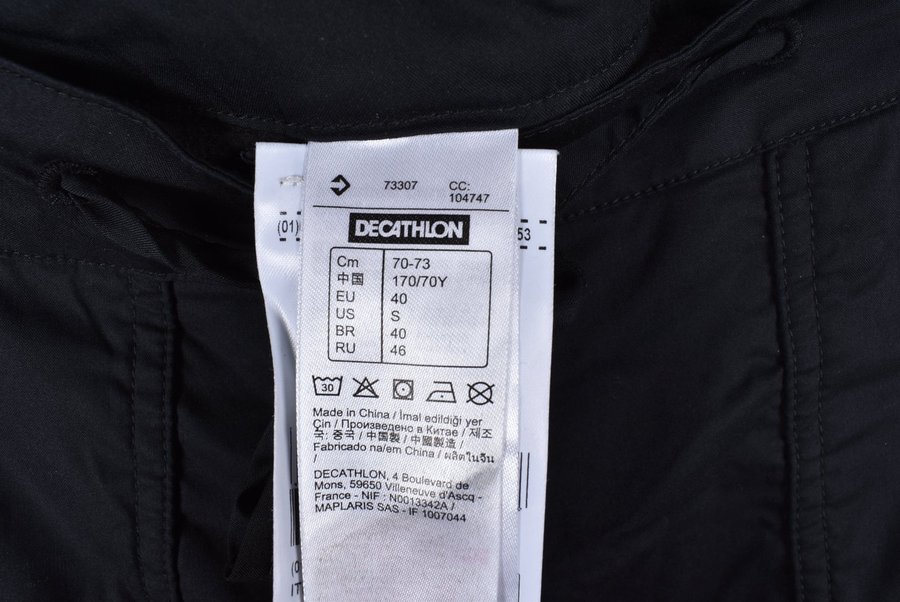 73307 CC:
104747
DECATHLON
(01)
53
Cm 70-73
中国 170/70Y
EU 40
US S
BR 40
RU 46
30
Made in China / İmal edildiği yer
Çin / Произведено в Китае / 제조
국: 중국 / 中国製 / 中國製造 /
Fabricado na/em China / ผลิตในจีน
/
DECATHLON, 4 Boulevard de
Mons, 59650 Villeneuve d'Ascq -
France - NIF : N0013342A /
MAPLARIS SAS - IF 1007044